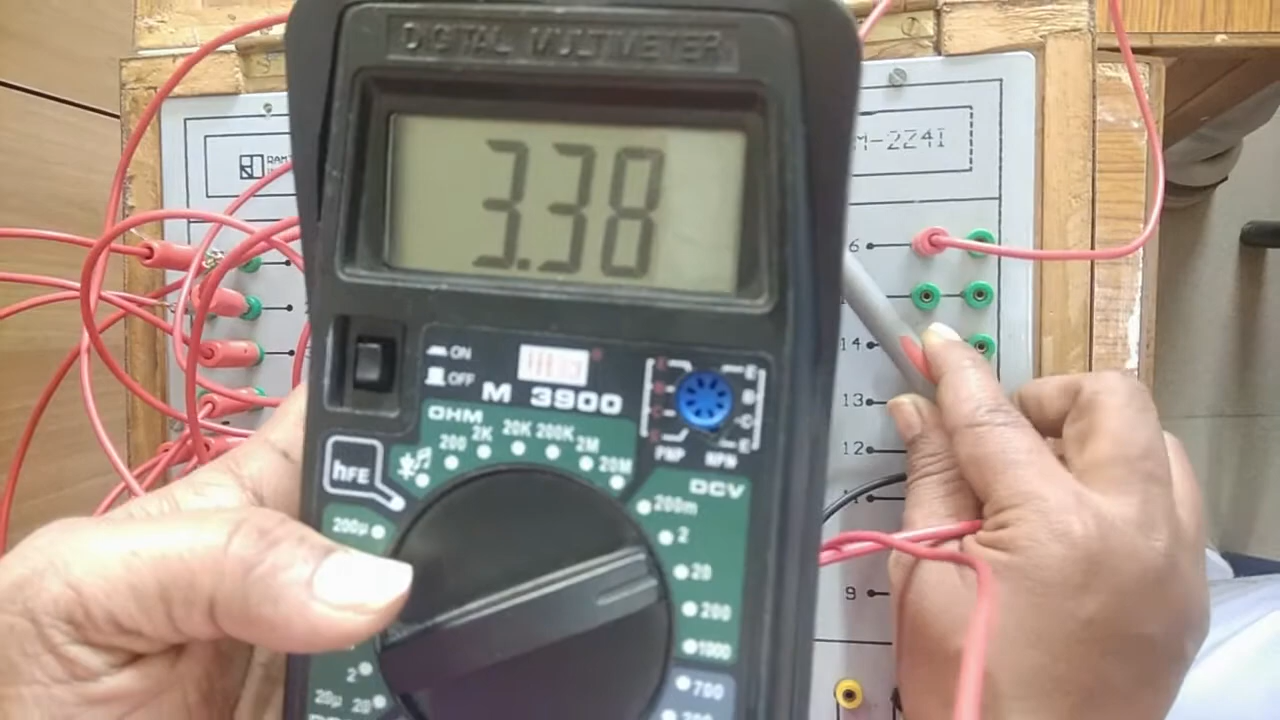 DIGITAL MULTIMETER
3.38
M-2241
6
14
13
12
11
9
ON
OFF
M 3900
OHM
200
2K
20K
200K
2M
20M
hFE
E
B
C
E
PNP
NPN
DCV
200m
2
20
200
1000
700
200μ
2
20μ 20